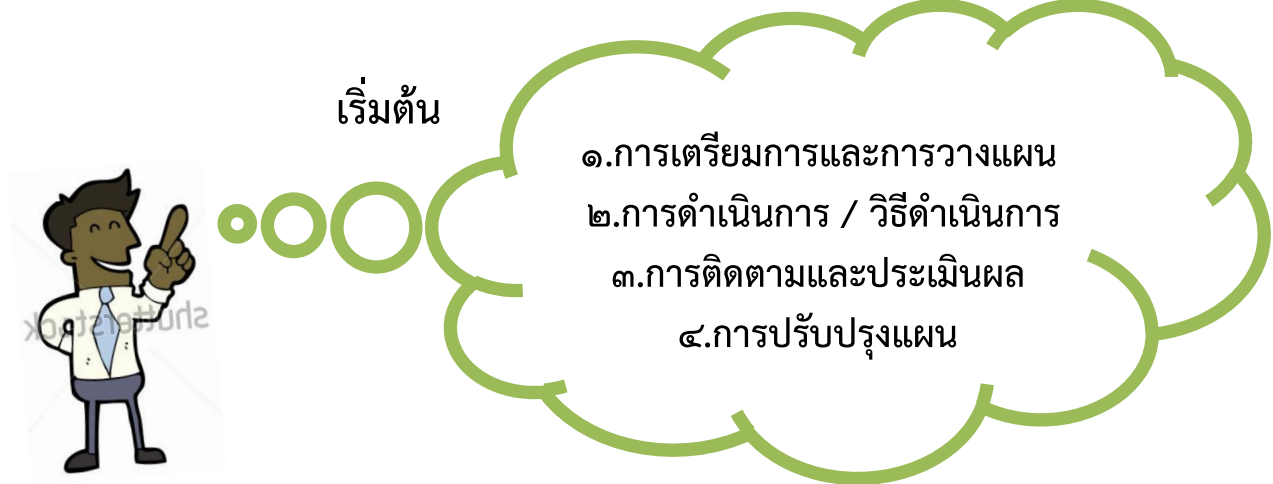 เริ่มต้น
๑.การเตรียมการและการวางแผน
๒.การดำเนินการ / วิธีดำเนินการ
๓.การติดตามและประเมินผล
๔.การปรับปรุงแผน
shutterstock